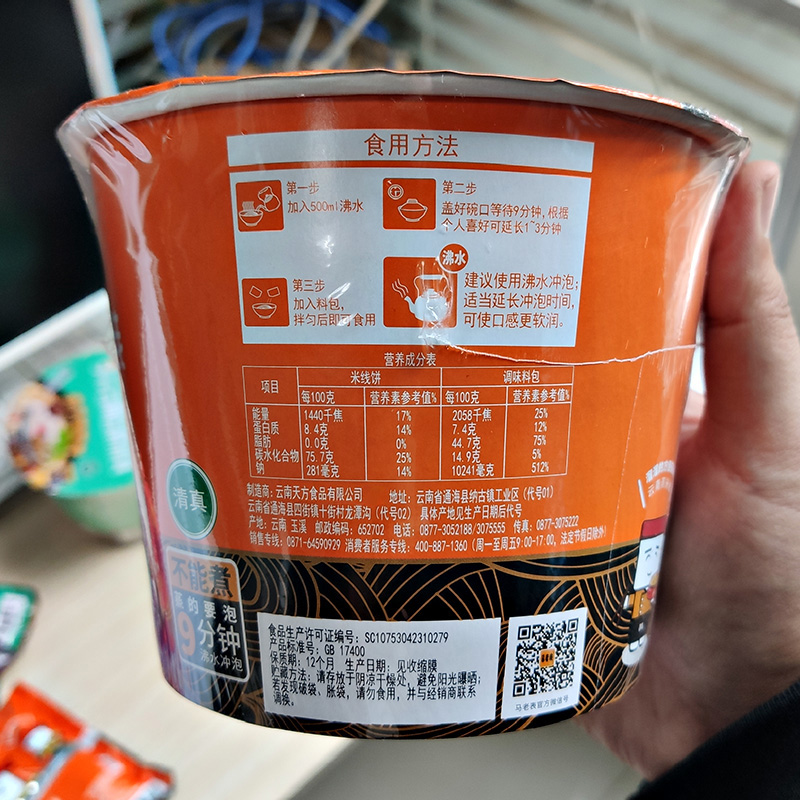 食用方法
第一步
加入500ml沸水
第二步
盖好碗口等待9分钟,根据
个人喜好可延长1~3分钟
第三步
加入料包,
拌匀后即可食用
沸水
建议使用沸水冲泡;
适当延长冲泡时间,
可使口感更软润。
营养成分表
项目 米线饼 调味料包
每100克 营养素参考值% 每100克 营养素参考值%
能量 1440千焦 17% 2058千焦 25%
蛋白质 8.4克 14% 7.4克 12%
脂肪 0.0克 0% 44.7克 75%
碳水化合物 75.7克 25% 14.9克 5%
钠 281毫克 14% 10241毫克 512%
制造商:云南天方食品有限公司 地址:云南省通海县纳古镇工业区(代号01)
云南省通海县四街镇十街村龙潭沟(代号02) 具体产地见生产日期后代号
产地:云南 玉溪 邮政编码:652702 电话:0877-3052188/3075555 传真:0877-3075222
销售专线:0871-64590929 消费者服务专线:400-887-1360(周一至周五9:00-17:00,法定节假日除外)
清真
不能煮
蒸的要泡
9分钟
沸水冲泡
食品生产许可证编号:SC10753042310279
产品标准号:GB 17400
保质期:12个月 生产日期:见收缩膜
贮藏方法:请存放于阴凉干燥处,避免阳光曝晒;
若发现破袋、胀袋,请勿食用,并与经销商联系
调换。
马老表官方微信号